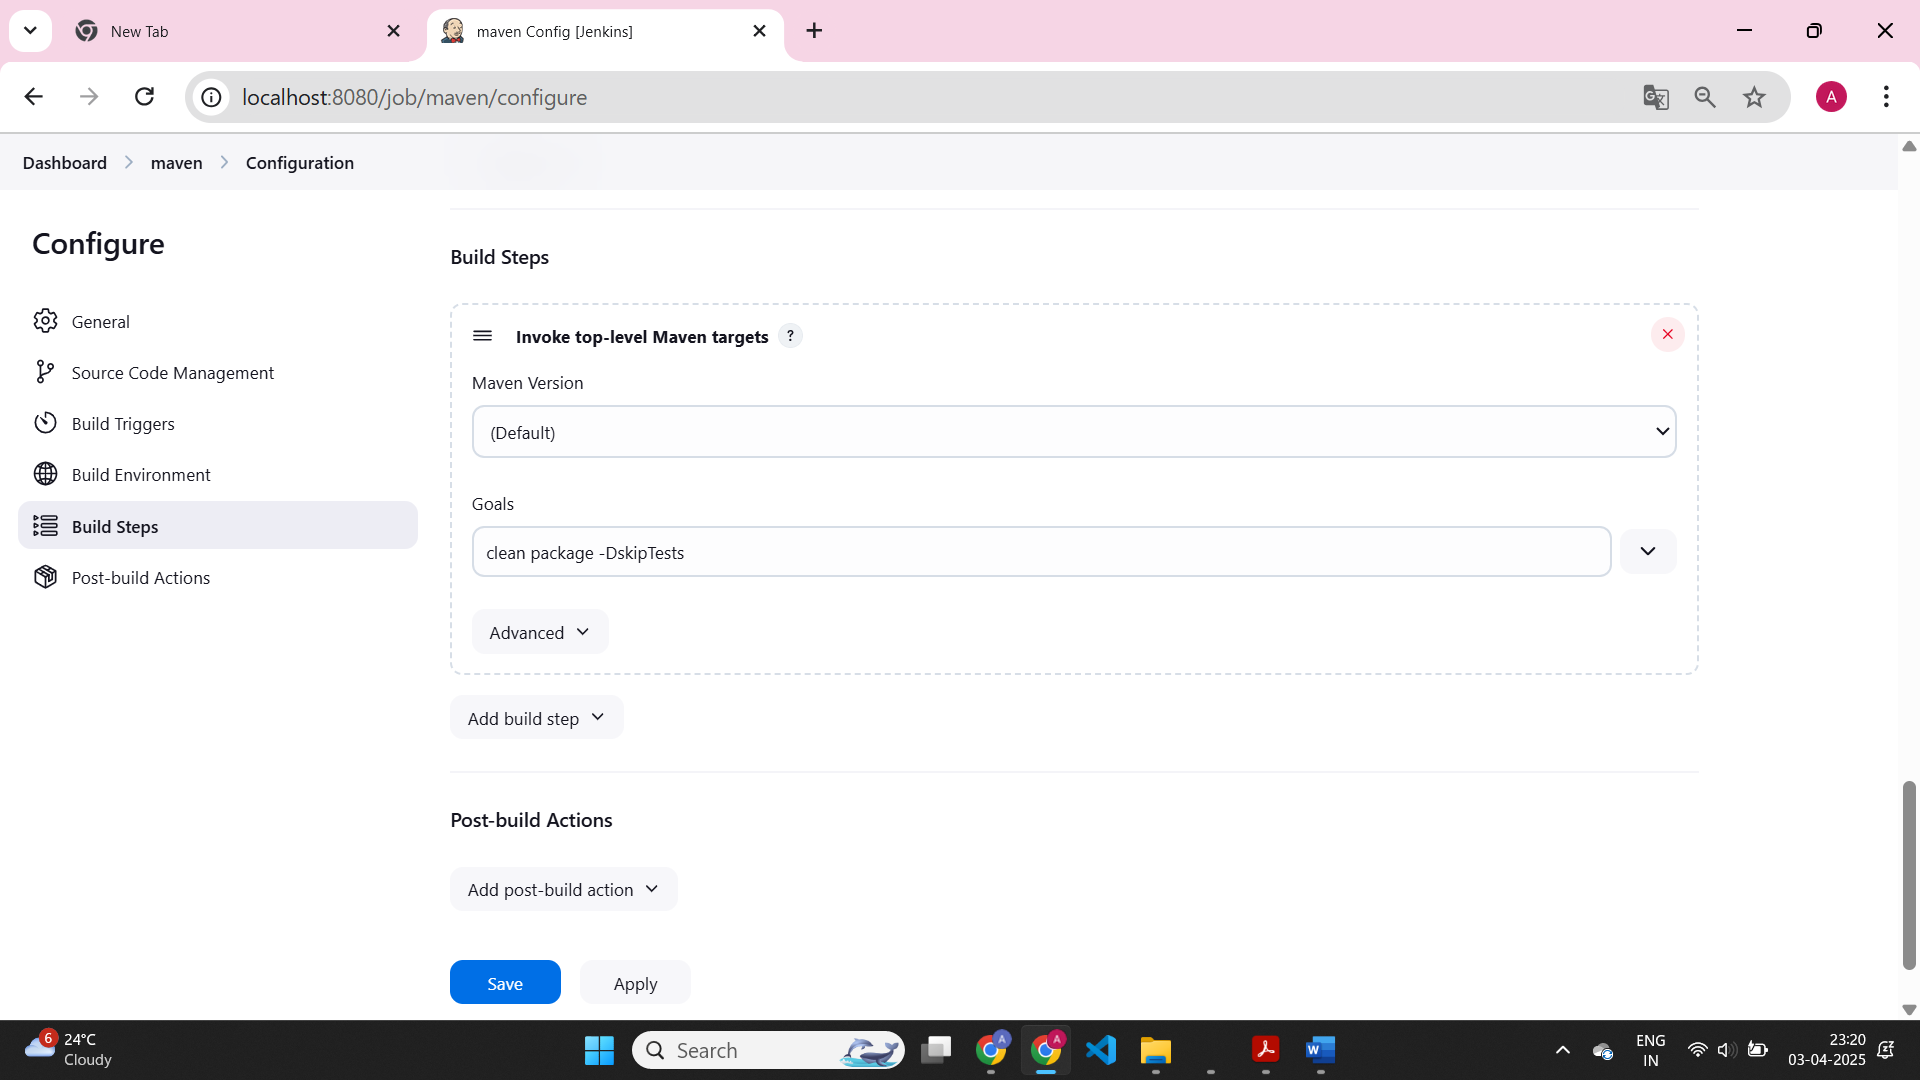 New Tab
maven Config [Jenkins]
localhost:8080/job/maven/configure
A
Dashboard > maven > Configuration
Configure
General
Source Code Management
Build Triggers
Build Environment
Build Steps
Post-build Actions
Build Steps
Invoke top-level Maven targets ?
Maven Version
(Default)
Goals
clean package -DskipTests
Advanced
Add build step
Post-build Actions
Add post-build action
Save
Apply
6
24°C
Cloudy
Search
A
A
W
ENG
IN
23:20
03-04-2025